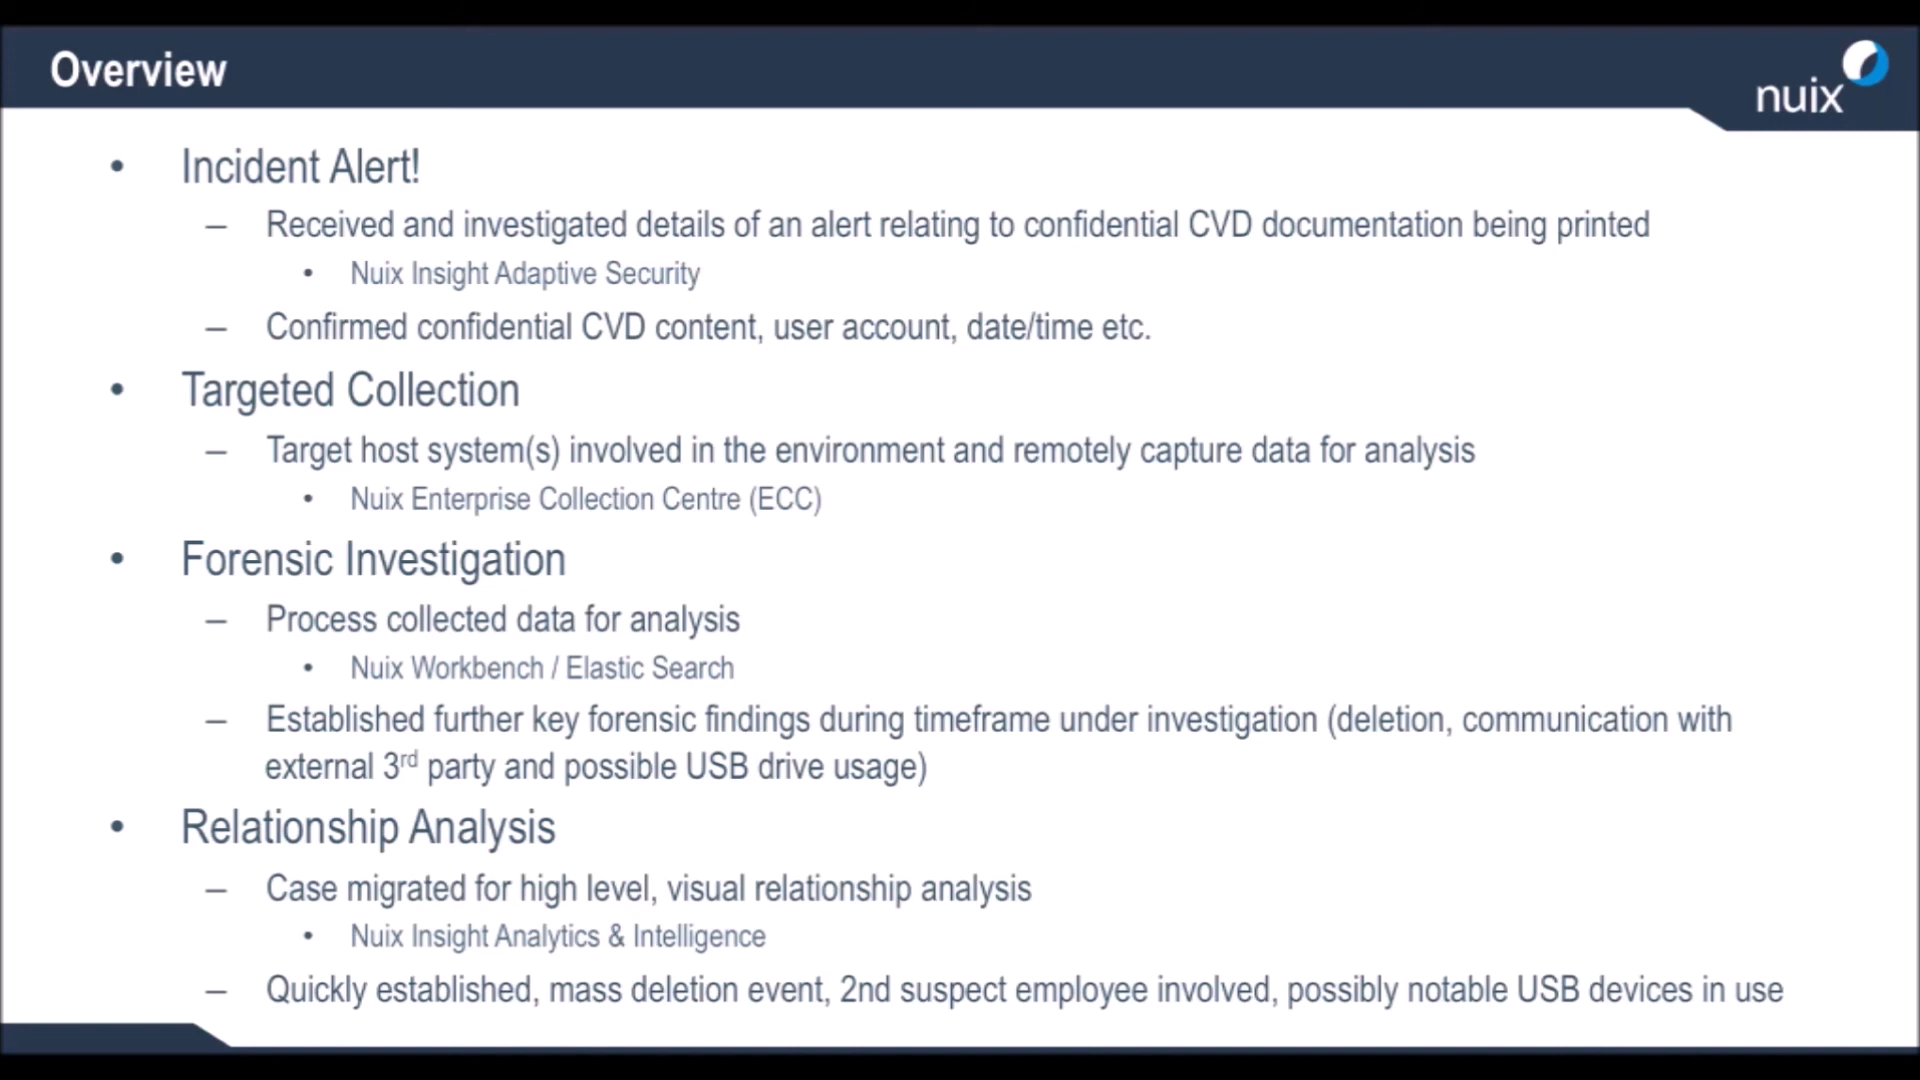 Overview
nuix
• Incident Alert!
– Received and investigated details of an alert relating to confidential CVD documentation being printed
• Nuix Insight Adaptive Security
– Confirmed confidential CVD content, user account, date/time etc.
• Targeted Collection
– Target host system(s) involved in the environment and remotely capture data for analysis
• Nuix Enterprise Collection Centre (ECC)
• Forensic Investigation
– Process collected data for analysis
• Nuix Workbench / Elastic Search
– Established further key forensic findings during timeframe under investigation (deletion, communication with
external 3rd party and possible USB drive usage)
• Relationship Analysis
– Case migrated for high level, visual relationship analysis
• Nuix Insight Analytics & Intelligence
– Quickly established, mass deletion event, 2nd suspect employee involved, possibly notable USB devices in use